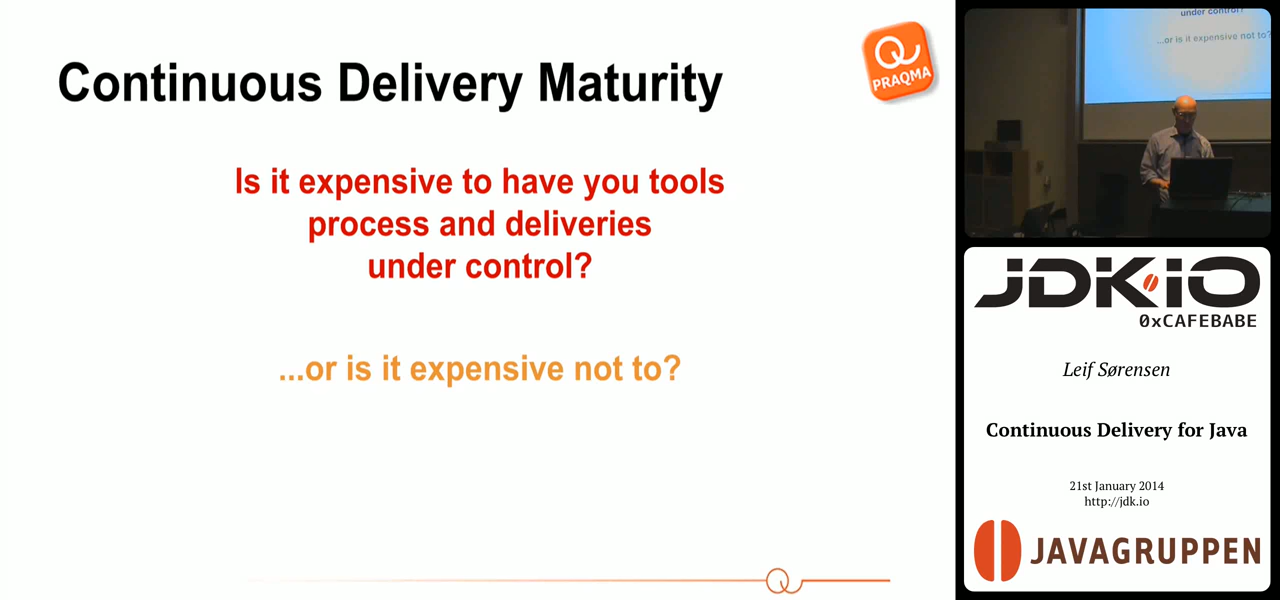 Continuous Delivery Maturity
PRAQMA
Is it expensive to have you tools
process and deliveries
under control?
...or is it expensive not to?
under control?
...or is it expensive not to?
JDK.iO
0xCAFEBABE
Leif Sørensen
Continuous Delivery for Java
21st January 2014
http://jdk.io
JAVAGRUPPEN